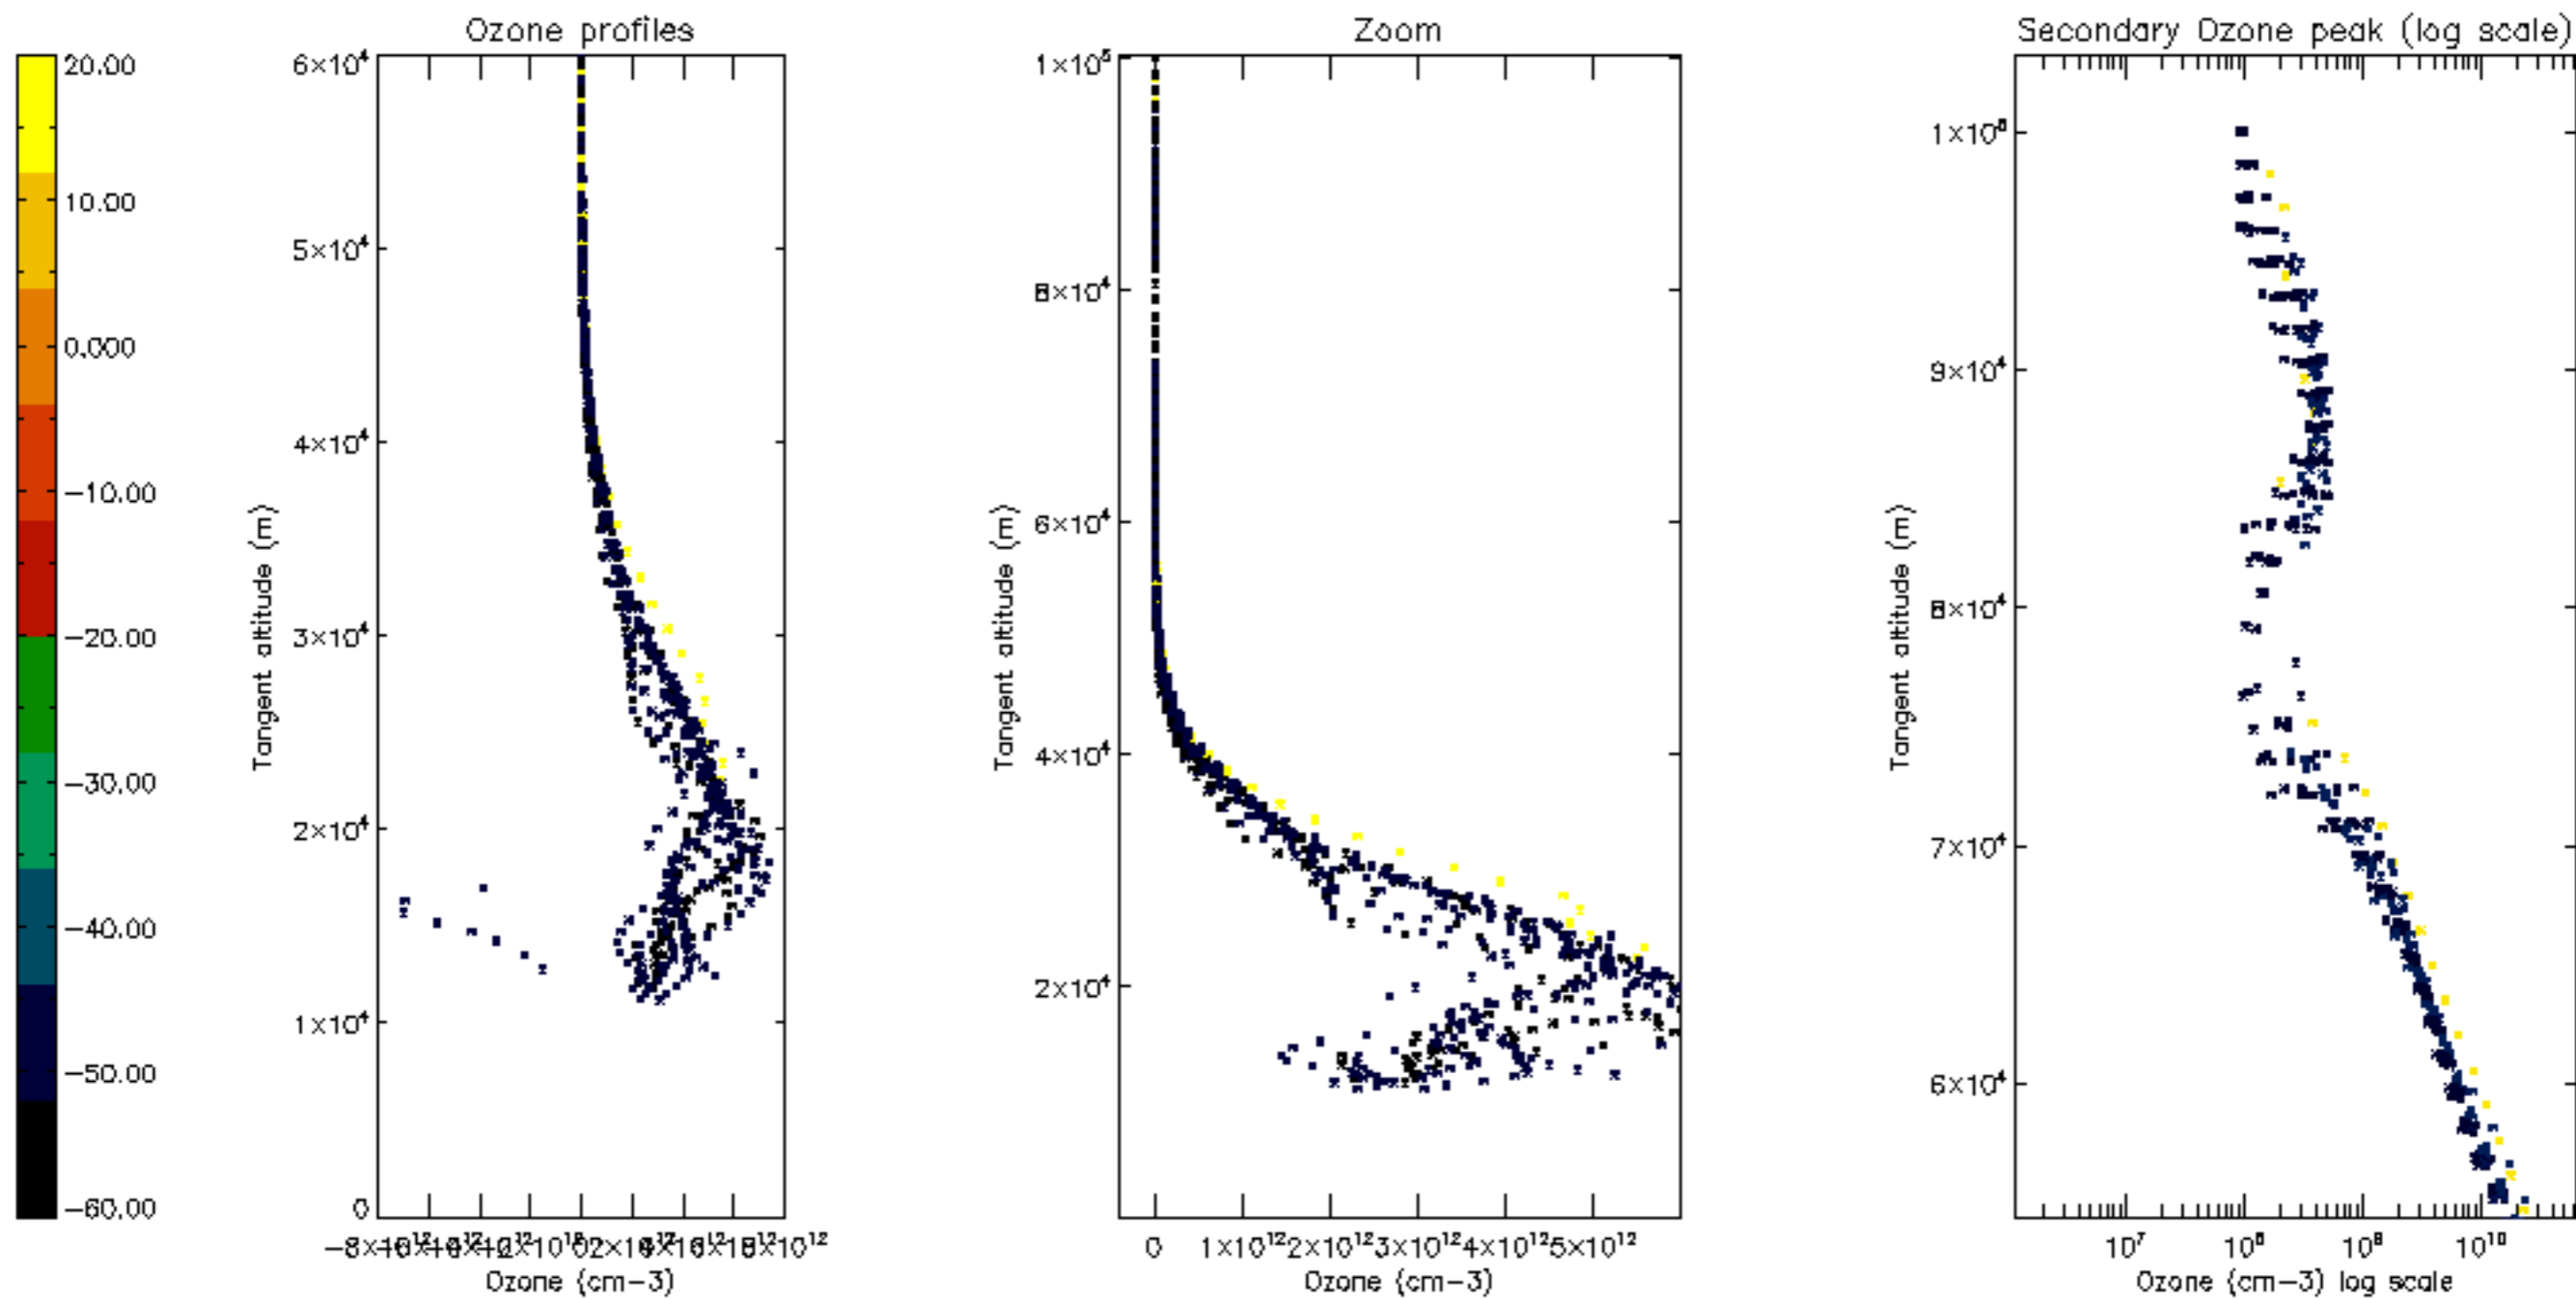 Ozone profiles
Zoom
Secondary Ozone peak (log scale)
20.00
10.00
0.000
−10.00
−20.00
−30.00
−40.00
−50.00
−60.00
6×10⁴
5×10⁴
4×10⁴
3×10⁴
2×10⁴
1×10⁴
0
Tangent altitude (m)
Ozone (cm−3)
1×10⁵
8×10⁴
6×10⁴
4×10⁴
2×10⁴
Tangent altitude (m)
0 1×10¹² 2×10¹² 3×10¹² 4×10¹² 5×10¹²
Ozone (cm−3)
9×10⁴
8×10⁴
7×10⁴
6×10⁴
Tangent altitude (m)
10⁷ 10⁸ 10⁹ 10¹⁰
Ozone (cm−3) log scale